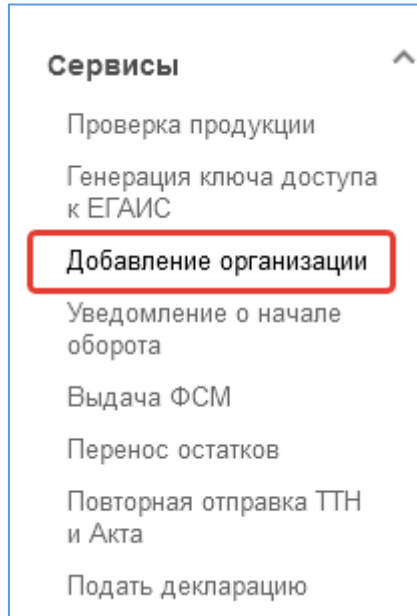 Сервисы
Проверка продукции
Генерация ключа доступа
к ЕГАИС
Добавление организации
Уведомление о начале
оборота
Выдача ФСМ
Перенос остатков
Повторная отправка ТТН
и Акта
Подать декларацию